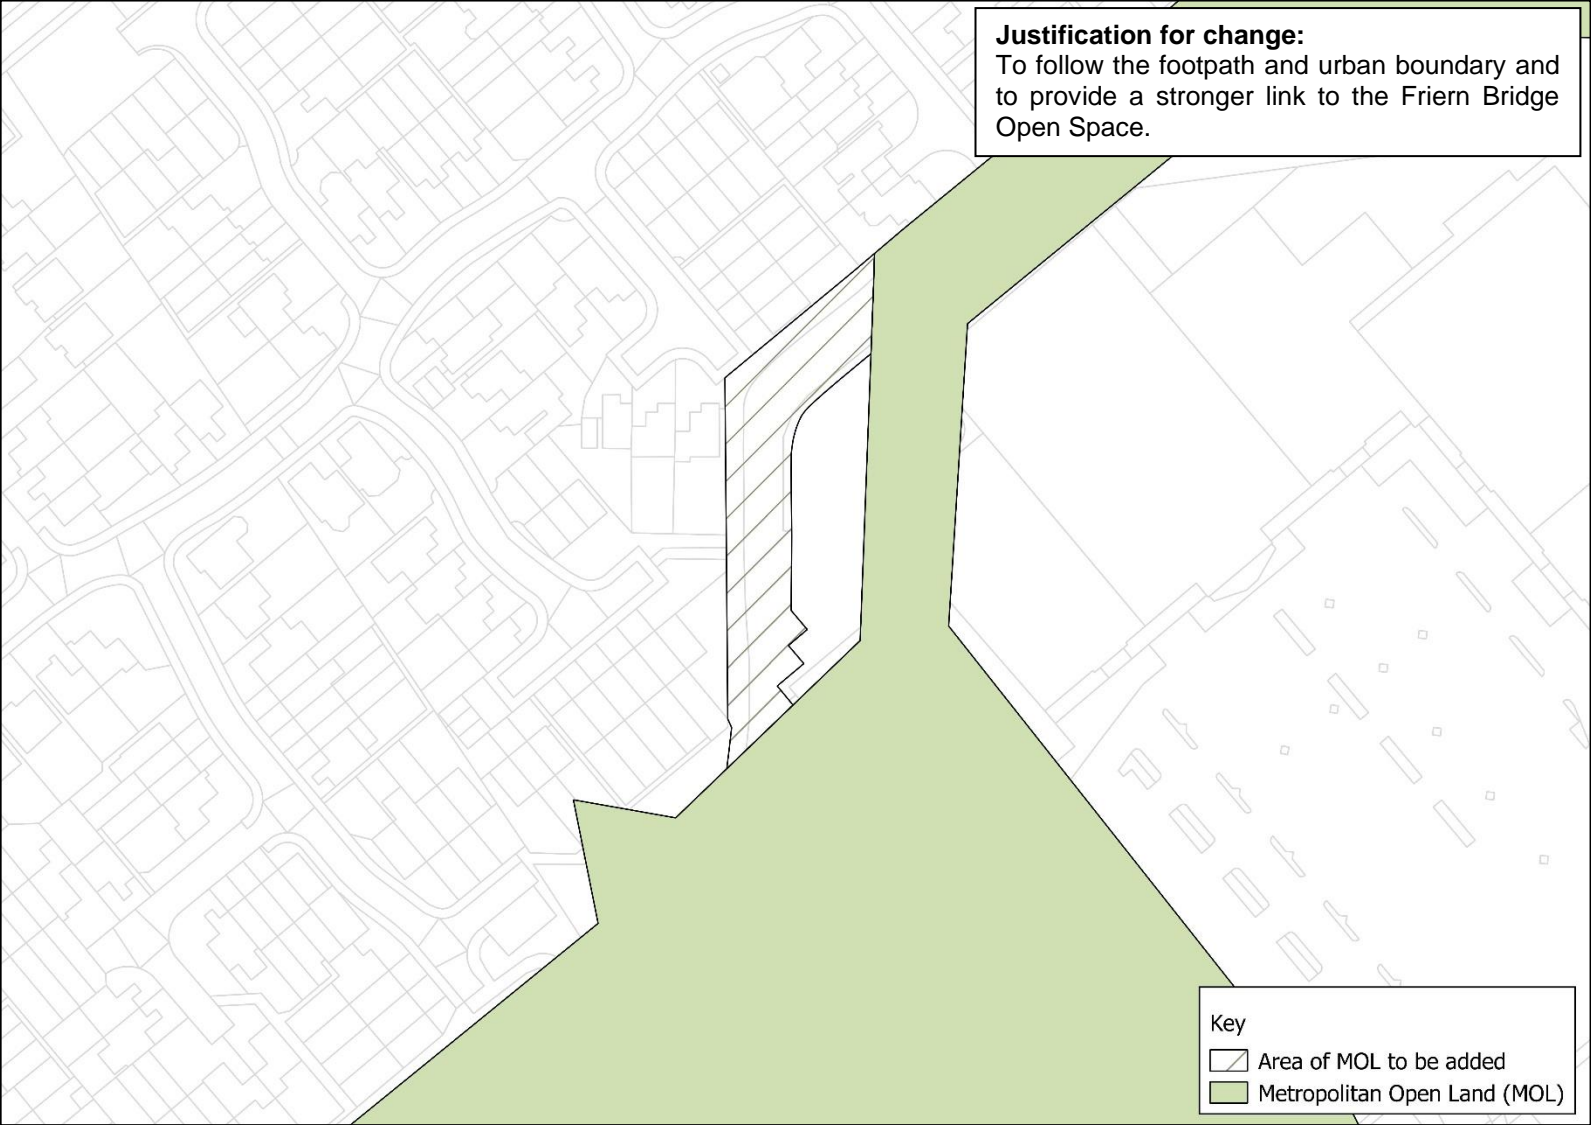 Justification for change:
To follow the footpath and urban boundary and
to provide a stronger link to the Friern Bridge
Open Space.
Key
Area of MOL to be added
Metropolitan Open Land (MOL)